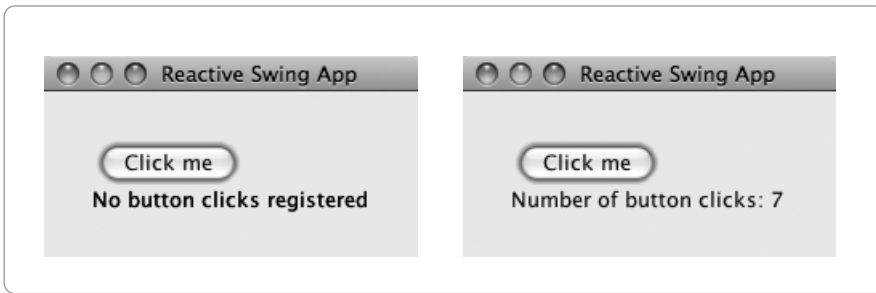 Reactive Swing App
Click me
No button clicks registered
Reactive Swing App
Click me
Number of button clicks: 7